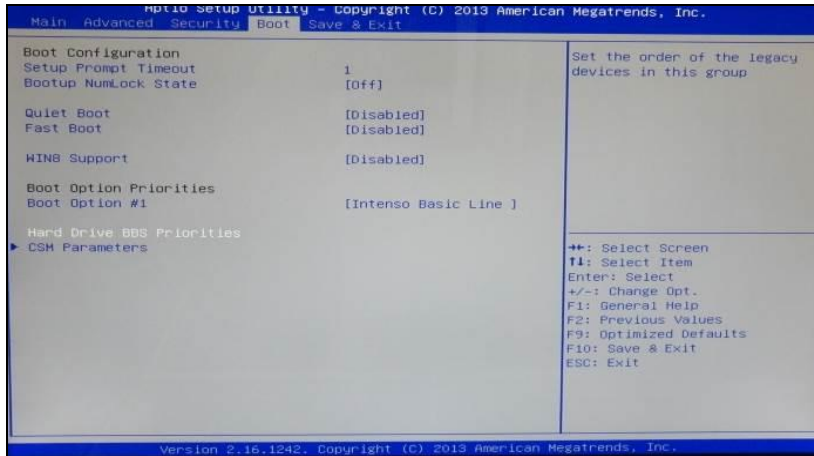 Aptio Setup Utility - Copyright (C) 2013 American Megatrends, Inc.
Main Advanced Security Boot Save & Exit
Boot Configuration
Setup Prompt Timeout 1
Bootup NumLock State [Off]
Quiet Boot [Disabled]
Fast Boot [Disabled]
WIN8 Support [Disabled]
Boot Option Priorities
Boot Option #1 [Intenso Basic Line ]
Hard Drive BBS Priorities
► CSM Parameters
Set the order of the legacy
devices in this group
→←: Select Screen
↑↓: Select Item
Enter: Select
+/-: Change Opt.
F1: General Help
F2: Previous Values
F9: Optimized Defaults
F10: Save & Exit
ESC: Exit
Version 2.16.1242. Copyright (C) 2013 American Megatrends, Inc.